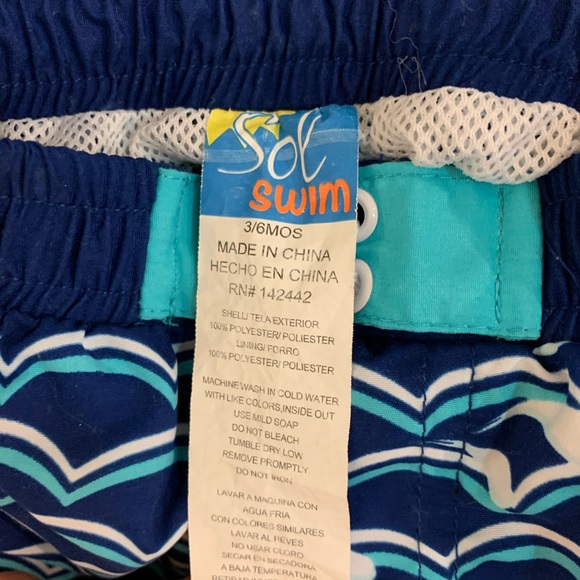 Sol
SWIM
3/6MOS
MADE IN CHINA
HECHO EN CHINA
RN# 142442
SHELL/ TELA EXTERIOR
100% POLYESTER/ POLIESTER
LINING/ FORRO
100% POLYESTER/ POLIESTER
MACHINE WASH IN COLD WATER
WITH LIKE COLORS,INSIDE OUT
USE MILD SOAP
DO NOT BLEACH
TUMBLE DRY LOW
REMOVE PROMPTLY
DO NOT IRON
LAVAR A MAQUINA CON
AGUA FRIA
CON COLORES SIMILARES
LAVAR AL REVES
NO USAR CLORO
SECAR EN SECADORA
A BAJA TEMPERATURA